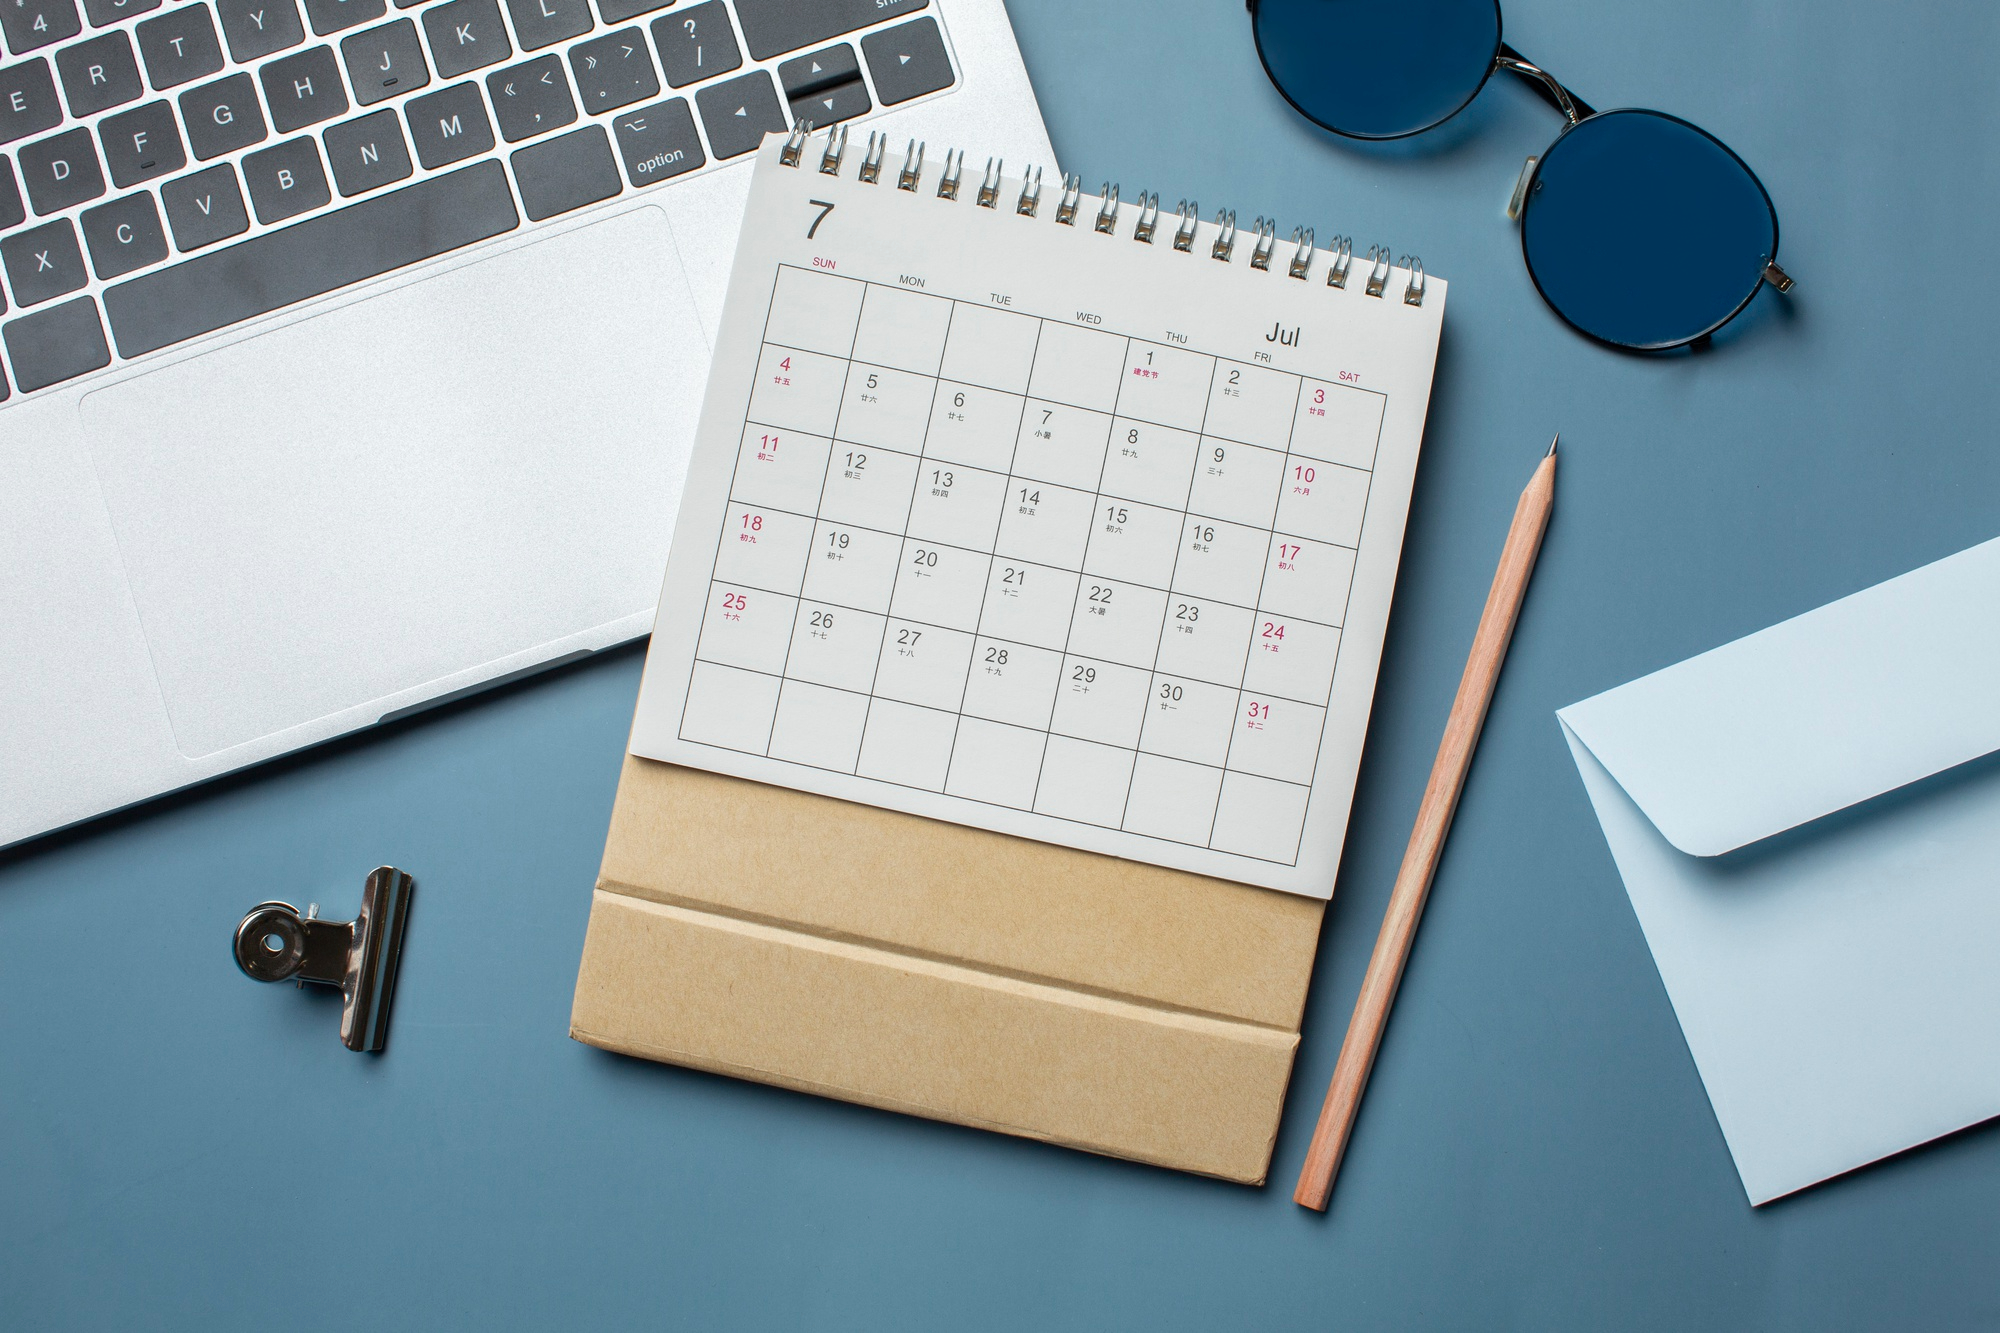 4
E R T Y
D F G H J K L
X C V B N M « < , » > . ? /
option
7
Jul
SUN MON TUE WED THU FRI SAT
1 2 3
建党节 廿三 廿四
4 5 6 7 8 9 10
廿五 廿六 廿七 小暑 廿九 三十 六月
11 12 13 14 15 16 17
初二 初三 初四 初五 初六 初七 初八
18 19 20 21 22 23 24
初九 初十 十一 十二 大暑 十四 十五
25 26 27 28 29 30 31
十六 十七 十八 十九 二十 廿一 廿二